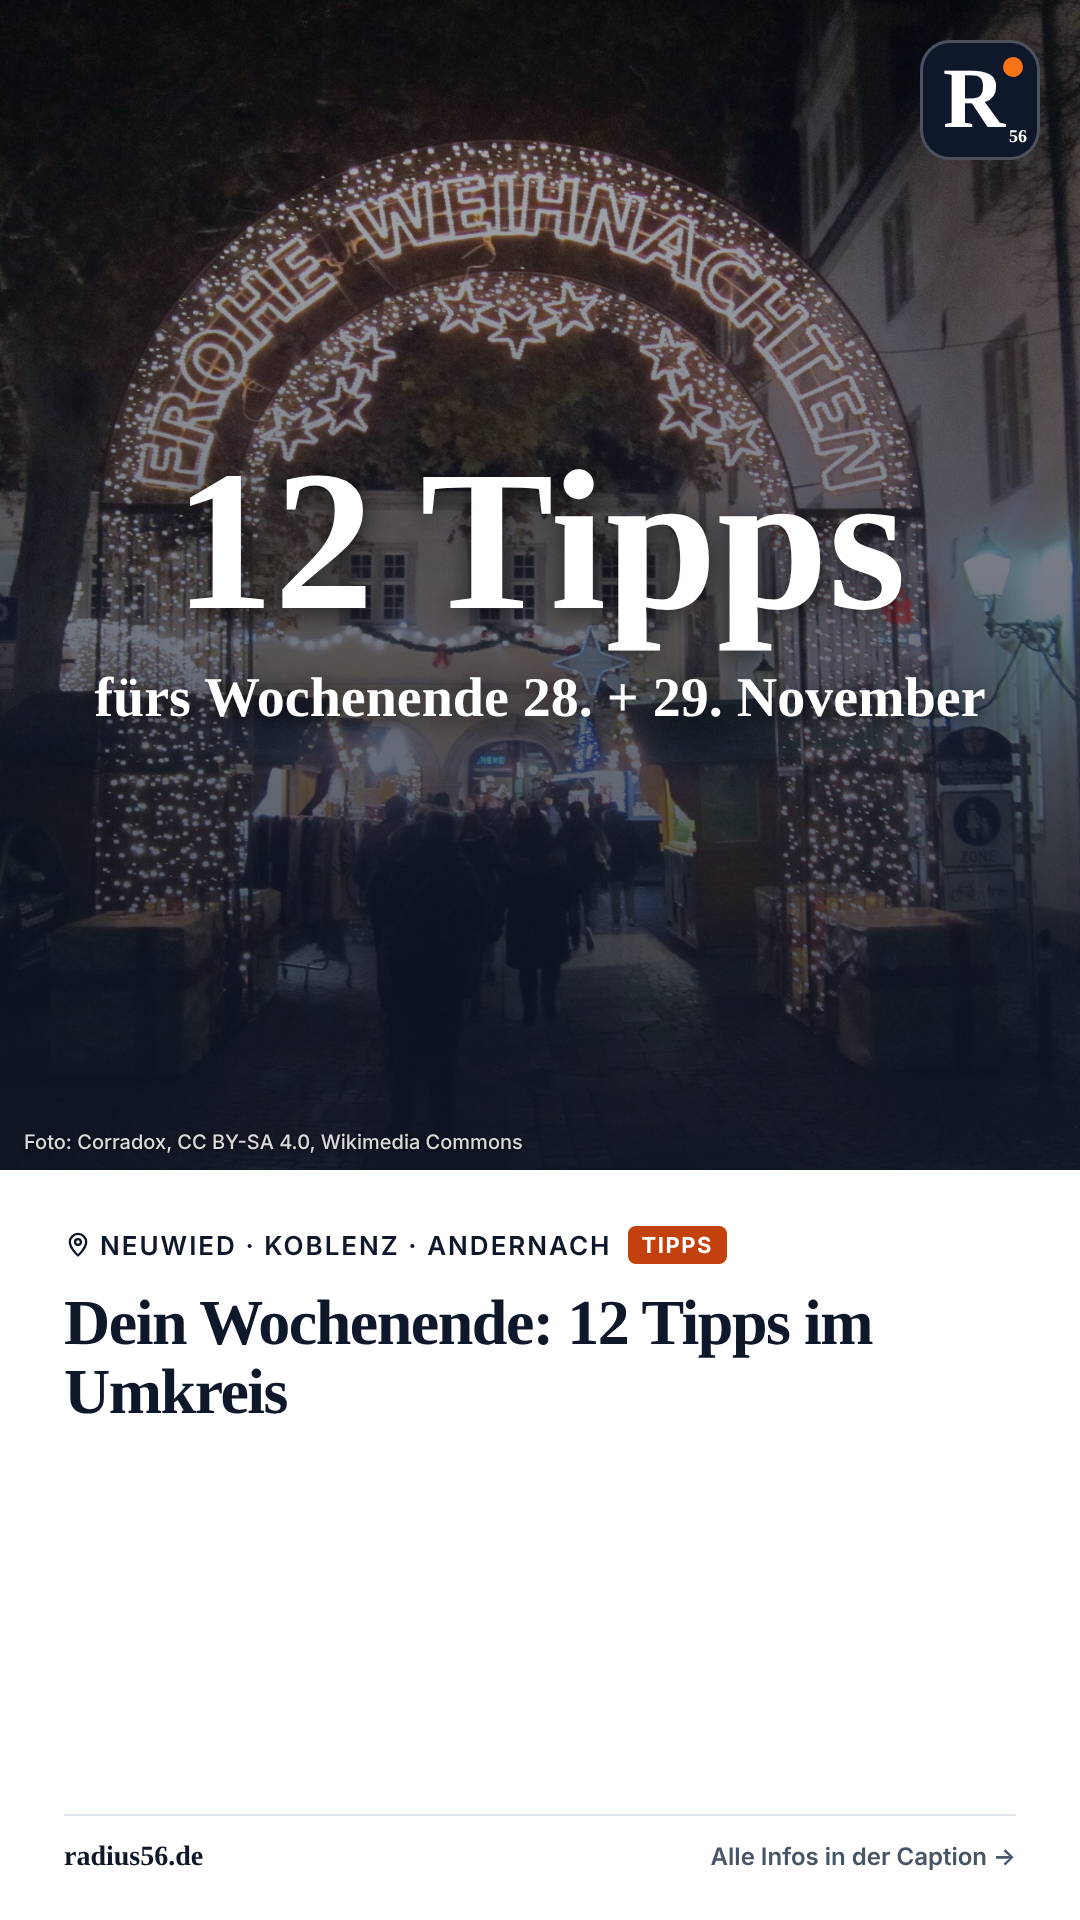 R
56
FROHE WEIHNACHTEN
12 Tipps
fürs Wochenende 28. + 29. November
ZONE
Foto: Corradox, CC BY-SA 4.0, Wikimedia Commons
NEUWIED · KOBLENZ · ANDERNACH TIPPS
Dein Wochenende: 12 Tipps im
Umkreis
radius56.de
Alle Infos in der Caption →